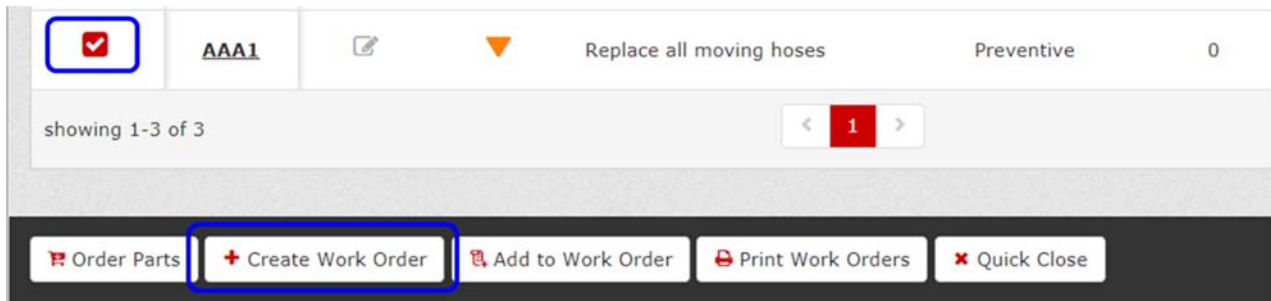 AAA1 Replace all moving hoses Preventive 0
showing 1-3 of 3 < 1 >
Order Parts Create Work Order Add to Work Order Print Work Orders Quick Close